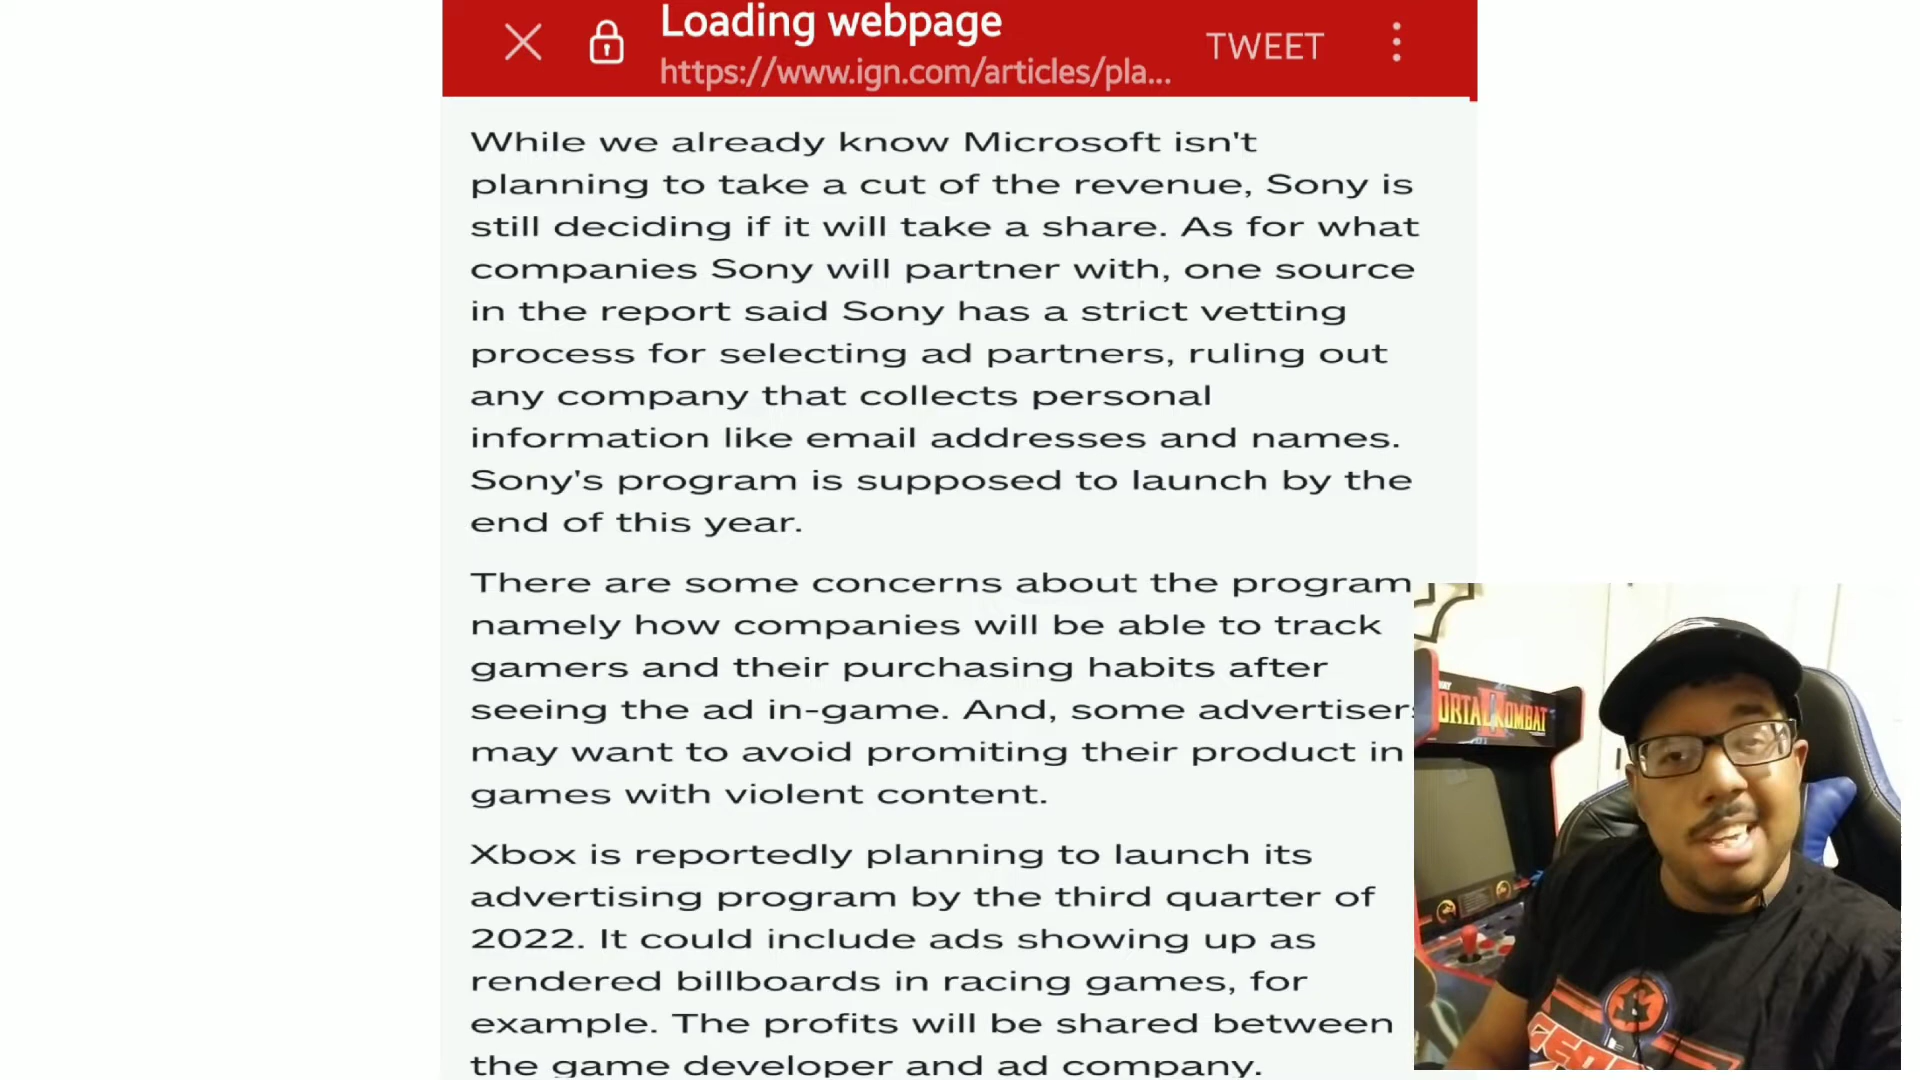 Loading webpage
https://www.ign.com/articles/pla...
TWEET
While we already know Microsoft isn't
planning to take a cut of the revenue, Sony is
still deciding if it will take a share. As for what
companies Sony will partner with, one source
in the report said Sony has a strict vetting
process for selecting ad partners, ruling out
any company that collects personal
information like email addresses and names.
Sony's program is supposed to launch by the
end of this year.
There are some concerns about the program
namely how companies will be able to track
gamers and their purchasing habits after
seeing the ad in-game. And, some advertisers
may want to avoid promiting their product in
games with violent content.
Xbox is reportedly planning to launch its
advertising program by the third quarter of
2022. It could include ads showing up as
rendered billboards in racing games, for
example. The profits will be shared between
the game developer and ad company.
ORTAL KOMBAT
II